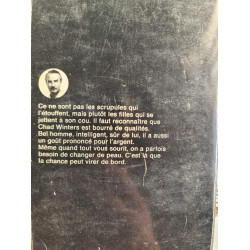 Ce ne sont pas les scrupules qui
l'étouffent, mais plutôt les filles qui se
jettent à son cou. Il faut reconnaître que
Chad Winters est bourré de qualités.
Bel homme, intelligent, sûr de lui, il a aussi
un goût prononcé pour l'argent.
Même quand tout vous sourit, on a parfois
besoin de changer de peau. C'est là que
la chance peut virer de bord.